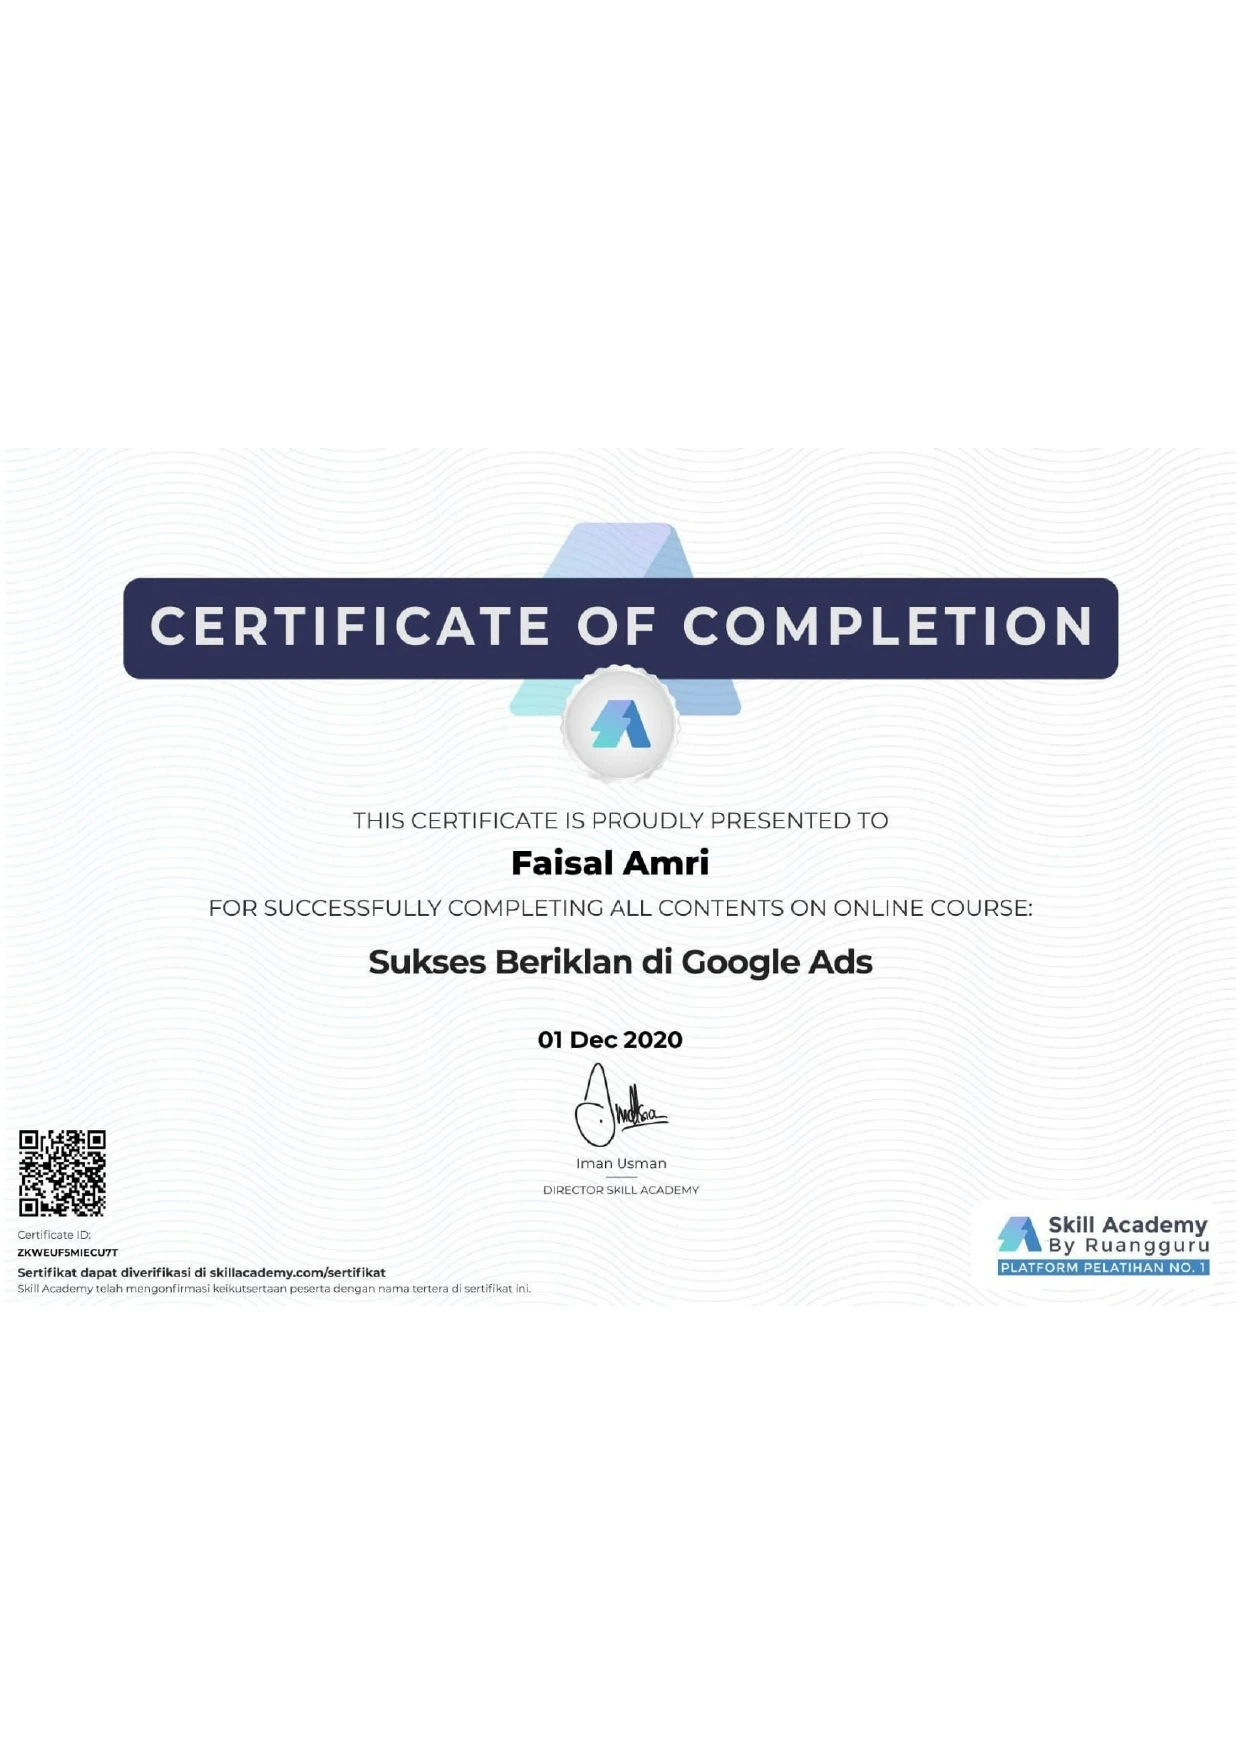 CERTIFICATE OF COMPLETION
THIS CERTIFICATE IS PROUDLY PRESENTED TO
Faisal Amri
FOR SUCCESSFULLY COMPLETING ALL CONTENTS ON ONLINE COURSE:
Sukses Beriklan di Google Ads
01 Dec 2020
Iman Usman
DIRECTOR SKILL ACADEMY
Certificate ID:
ZKWEUF5MIECU7T
Sertifikat dapat diverifikasi di skillacademy.com/sertifikat
Skill Academy telah mengonfirmasi keikutsertaan peserta dengan nama tertera di sertifikat ini.
Skill Academy
By Ruangguru
PLATFORM PELATIHAN NO. 1